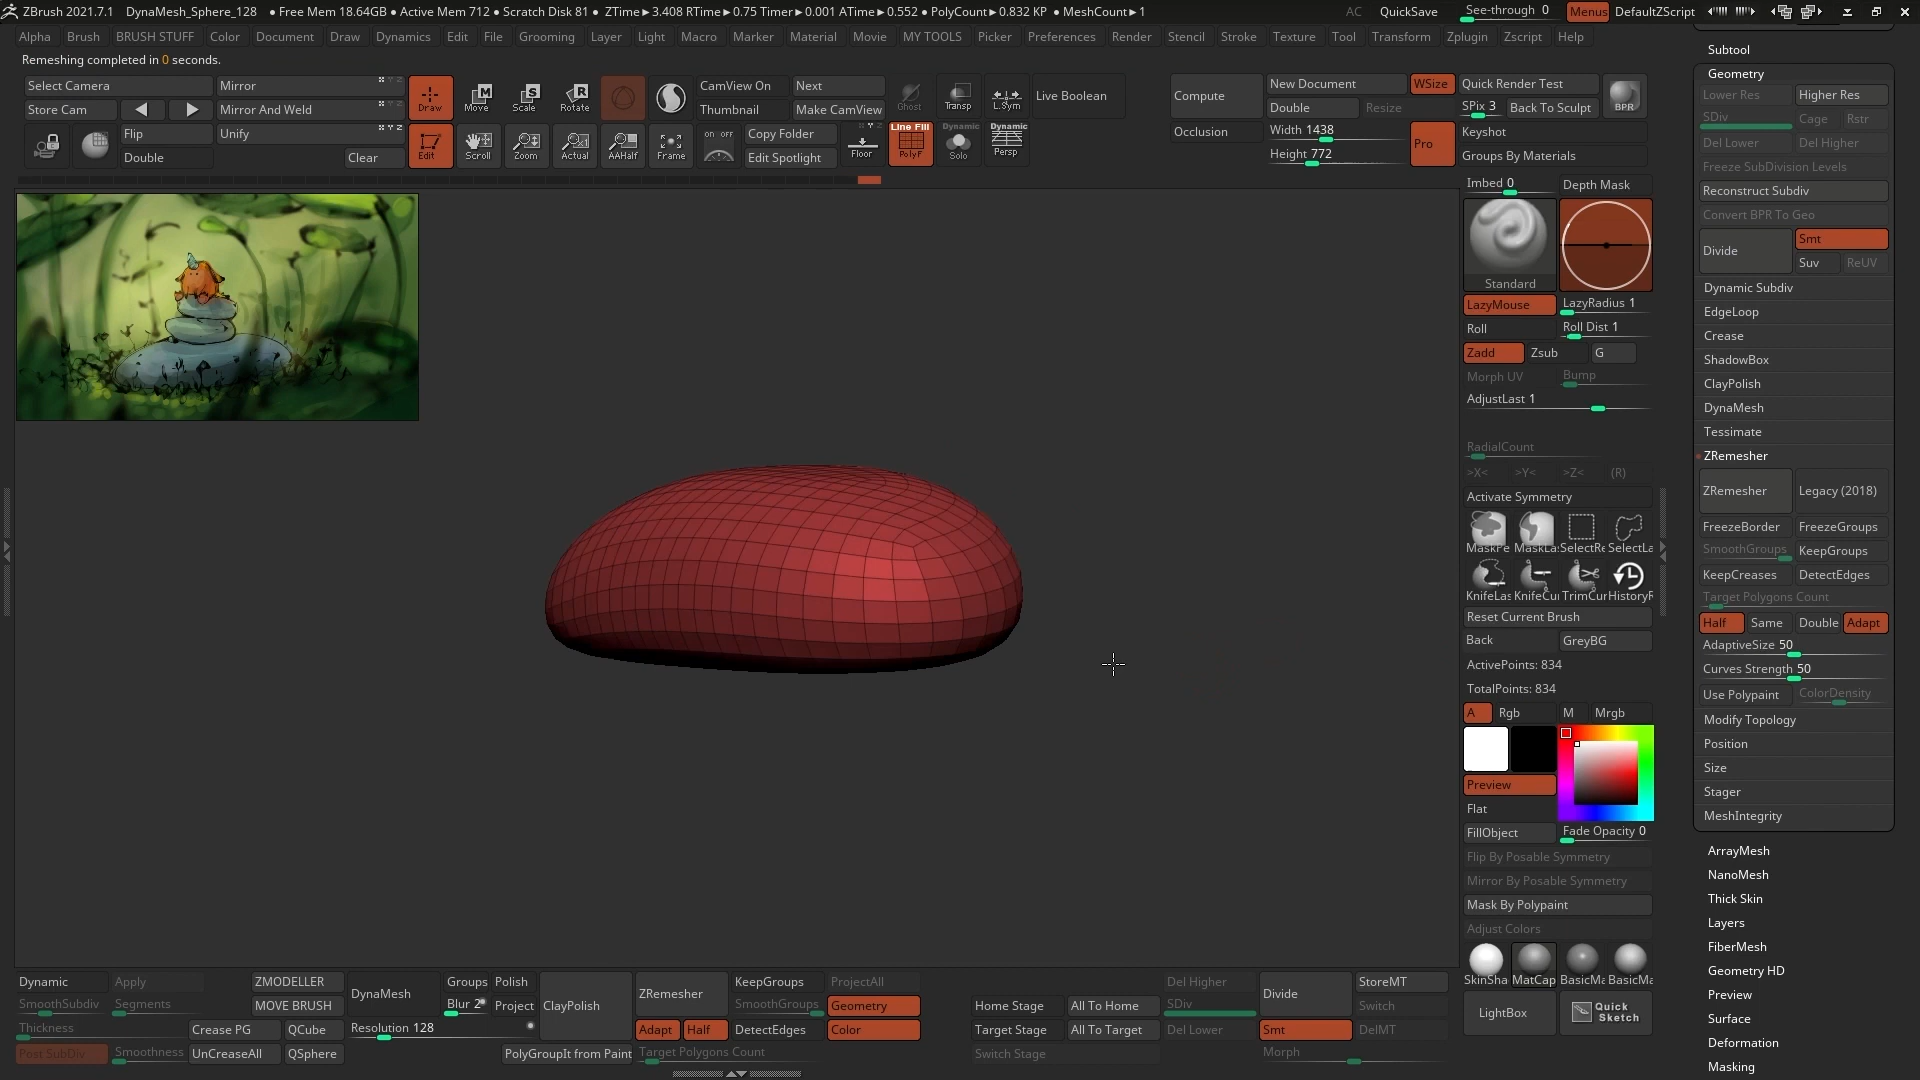 ZBrush 2021.7.1 DynaMesh_Sphere_128 ● Free Mem 18.64GB ● Active Mem 712 ● Scratch Disk 81 ● ZTime►3.408 RTime►0.75 Timer►0.001 ATime►0.552 ● PolyCount►0.832 KP ● MeshCount►1 AC QuickSave See-through 0 Menus DefaultZScript
Alpha Brush BRUSH STUFF Color Document Draw Dynamics Edit File Grooming Layer Light Macro Marker Material Movie MY TOOLS Picker Preferences Render Stencil Stroke Texture Tool Transform Zplugin Zscript Help
Remeshing completed in 0 seconds.
Select Camera Mirror CamView On Next
Store Cam Mirror And Weld Thumbnail Make CamView
Draw Move Scale Rotate Ghost Transp L.Sym Live Boolean
Flip Unify ON OFF Copy Folder
Double Clear Edit Spotlight
Edit Scroll Zoom Actual AAHalf Frame Floor
Line Fill PolyF Dynamic Solo Dynamic Persp
Compute New Document WSize Quick Render Test
Double Resize SPix 3 Back To Sculpt BPR
Occlusion Width 1438 Pro Keyshot
Height 772 Groups By Materials
Imbed 0 Depth Mask
Standard
LazyMouse LazyRadius 1
Roll Roll Dist 1
Zadd Zsub G
Morph UV Bump
AdjustLast 1
RadialCount
>X< >Y< >Z< (R)
Activate Symmetry
MaskPe MaskLa SelectRe SelectLa
KnifeLas KnifeCu TrimCur HistoryR
Reset Current Brush
Back GreyBG
ActivePoints: 834
TotalPoints: 834
A Rgb M Mrgb
Preview
Flat
FillObject Fade Opacity 0
Flip By Posable Symmetry
Mirror By Posable Symmetry
Mask By Polypaint
Adjust Colors
SkinSha MatCap BasicMa BasicMa
LightBox Quick Sketch
Subtool
Geometry
Lower Res Higher Res
SDiv Cage Rstr
Del Lower Del Higher
Freeze SubDivision Levels
Reconstruct Subdiv
Convert BPR To Geo
Divide Smt
Suv ReUV
Dynamic Subdiv
EdgeLoop
Crease
ShadowBox
ClayPolish
DynaMesh
Tessimate
ZRemesher
ZRemesher Legacy (2018)
FreezeBorder FreezeGroups
SmoothGroups KeepGroups
KeepCreases DetectEdges
Target Polygons Count
Half Same Double Adapt
AdaptiveSize 50
Curves Strength 50
Use Polypaint ColorDensity
Modify Topology
Position
Size
Stager
MeshIntegrity
ArrayMesh
NanoMesh
Thick Skin
Layers
FiberMesh
Geometry HD
Preview
Surface
Deformation
Masking
Dynamic Apply ZMODELLER Groups Polish KeepGroups ProjectAll Del Higher StoreMT
SmoothSubdiv Segments MOVE BRUSH DynaMesh Blur 2 Project ClayPolish ZRemesher SmoothGroups Geometry Home Stage All To Home SDiv Divide Switch
Thickness Crease PG QCube Resolution 128 Adapt Half DetectEdges Color Target Stage All To Target Del Lower Smt DelMT
Post SubDiv Smoothness UnCreaseAll QSphere PolyGroupIt from Paint Target Polygons Count Switch Stage Morph